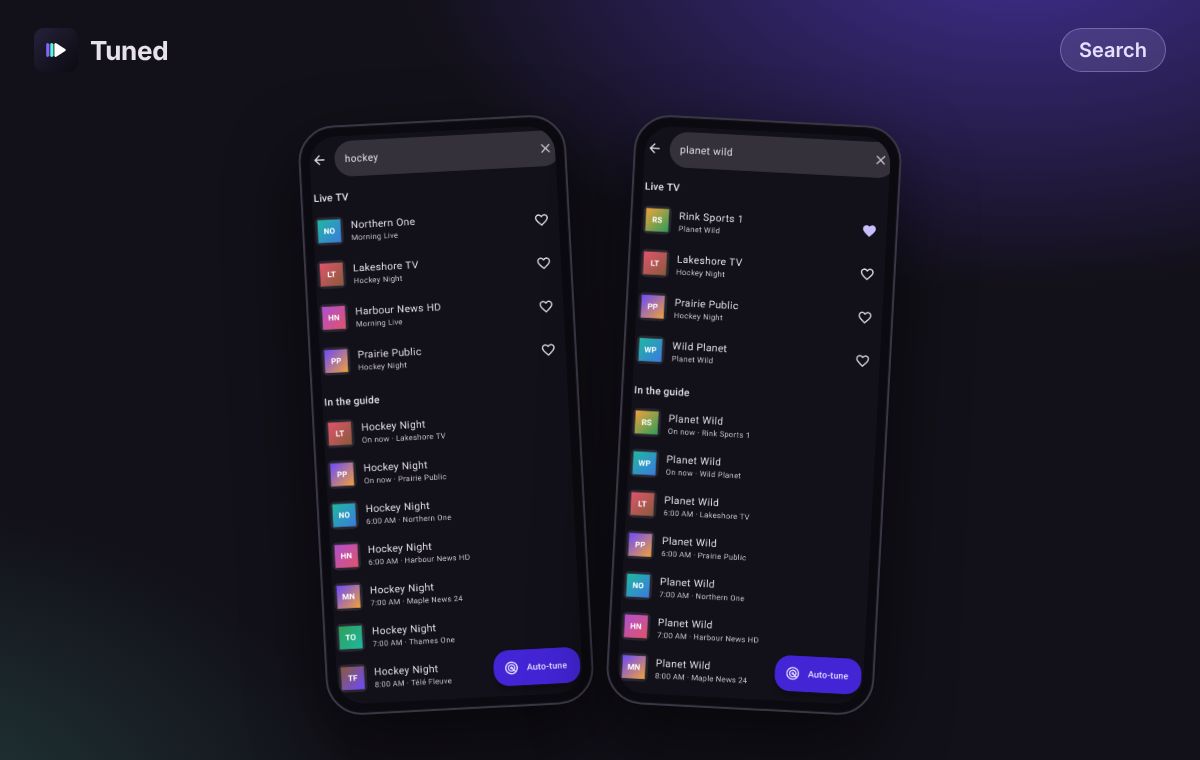 Tuned
Search
hockey
Live TV
NO
Northern One
Morning Live
LT
Lakeshore TV
Hockey Night
HN
Harbour News HD
Morning Live
PP
Prairie Public
Hockey Night
In the guide
LT
Hockey Night
On now · Lakeshore TV
PP
Hockey Night
On now · Prairie Public
NO
Hockey Night
6:00 AM · Northern One
HN
Hockey Night
6:00 AM · Harbour News HD
MN
Hockey Night
7:00 AM · Maple News 24
TO
Hockey Night
7:00 AM · Thames One
TF
Hockey Night
8:00 AM · Télé Fleuve
Auto-tune
planet wild
Live TV
RS
Rink Sports 1
Planet Wild
LT
Lakeshore TV
Hockey Night
PP
Prairie Public
Hockey Night
WP
Wild Planet
Planet Wild
In the guide
RS
Planet Wild
On now · Rink Sports 1
WP
Planet Wild
On now · Wild Planet
LT
Planet Wild
6:00 AM · Lakeshore TV
PP
Planet Wild
6:00 AM · Prairie Public
NO
Planet Wild
7:00 AM · Northern One
HN
Planet Wild
7:00 AM · Harbour News HD
MN
Planet Wild
8:00 AM · Maple News 24
Auto-tune